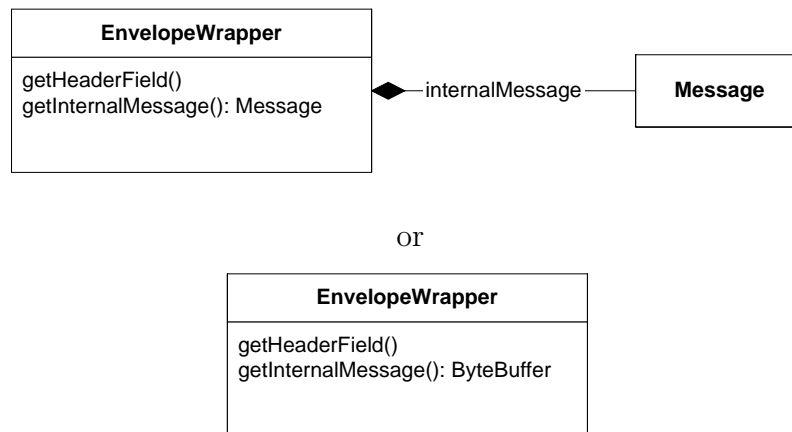 EnvelopeWrapper
getHeaderField()
getInternalMessage(): Message
internalMessage
Message
or
EnvelopeWrapper
getHeaderField()
getInternalMessage(): ByteBuffer